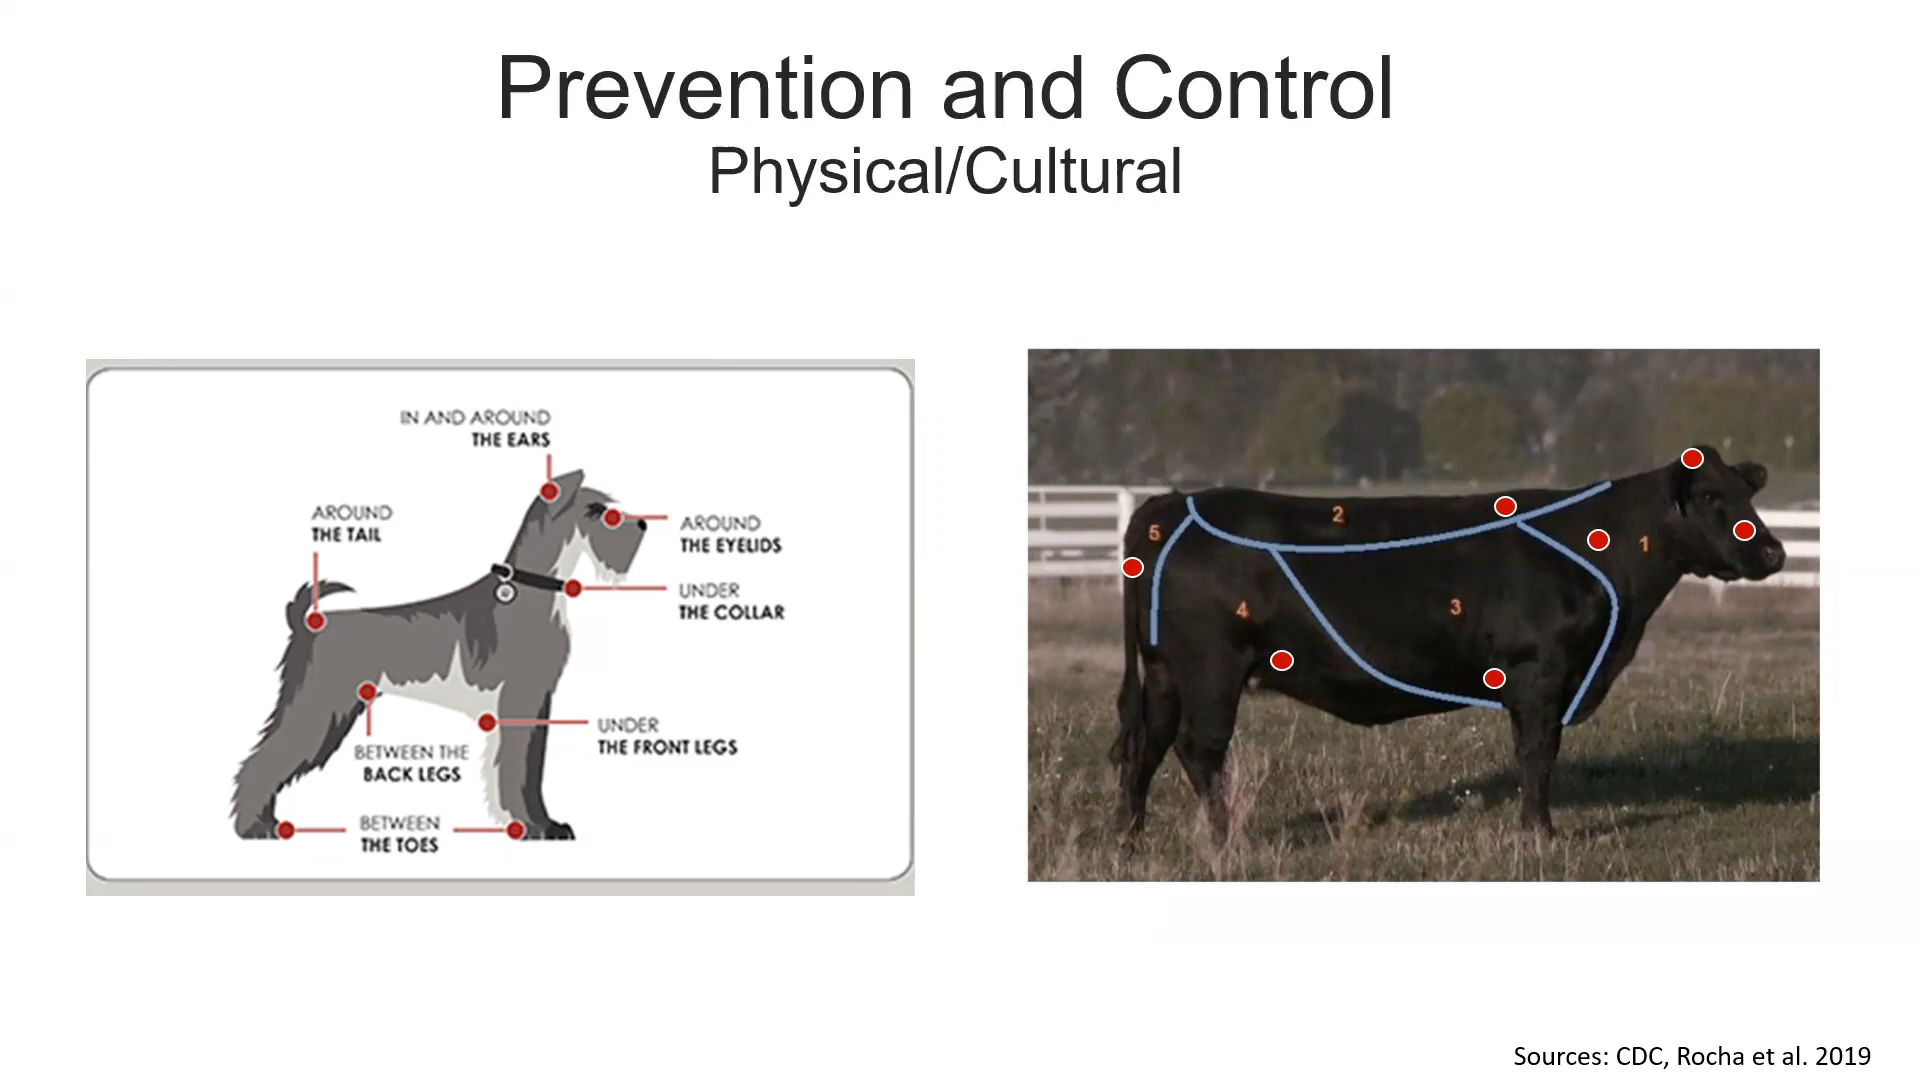 Prevention and Control
Physical/Cultural
IN AND AROUND
THE EARS
AROUND
THE TAIL
AROUND
THE EYELIDS
UNDER
THE COLLAR
UNDER
THE FRONT LEGS
BETWEEN THE
BACK LEGS
BETWEEN
THE TOES
2
5
1
4
3
Sources: CDC, Rocha et al. 2019